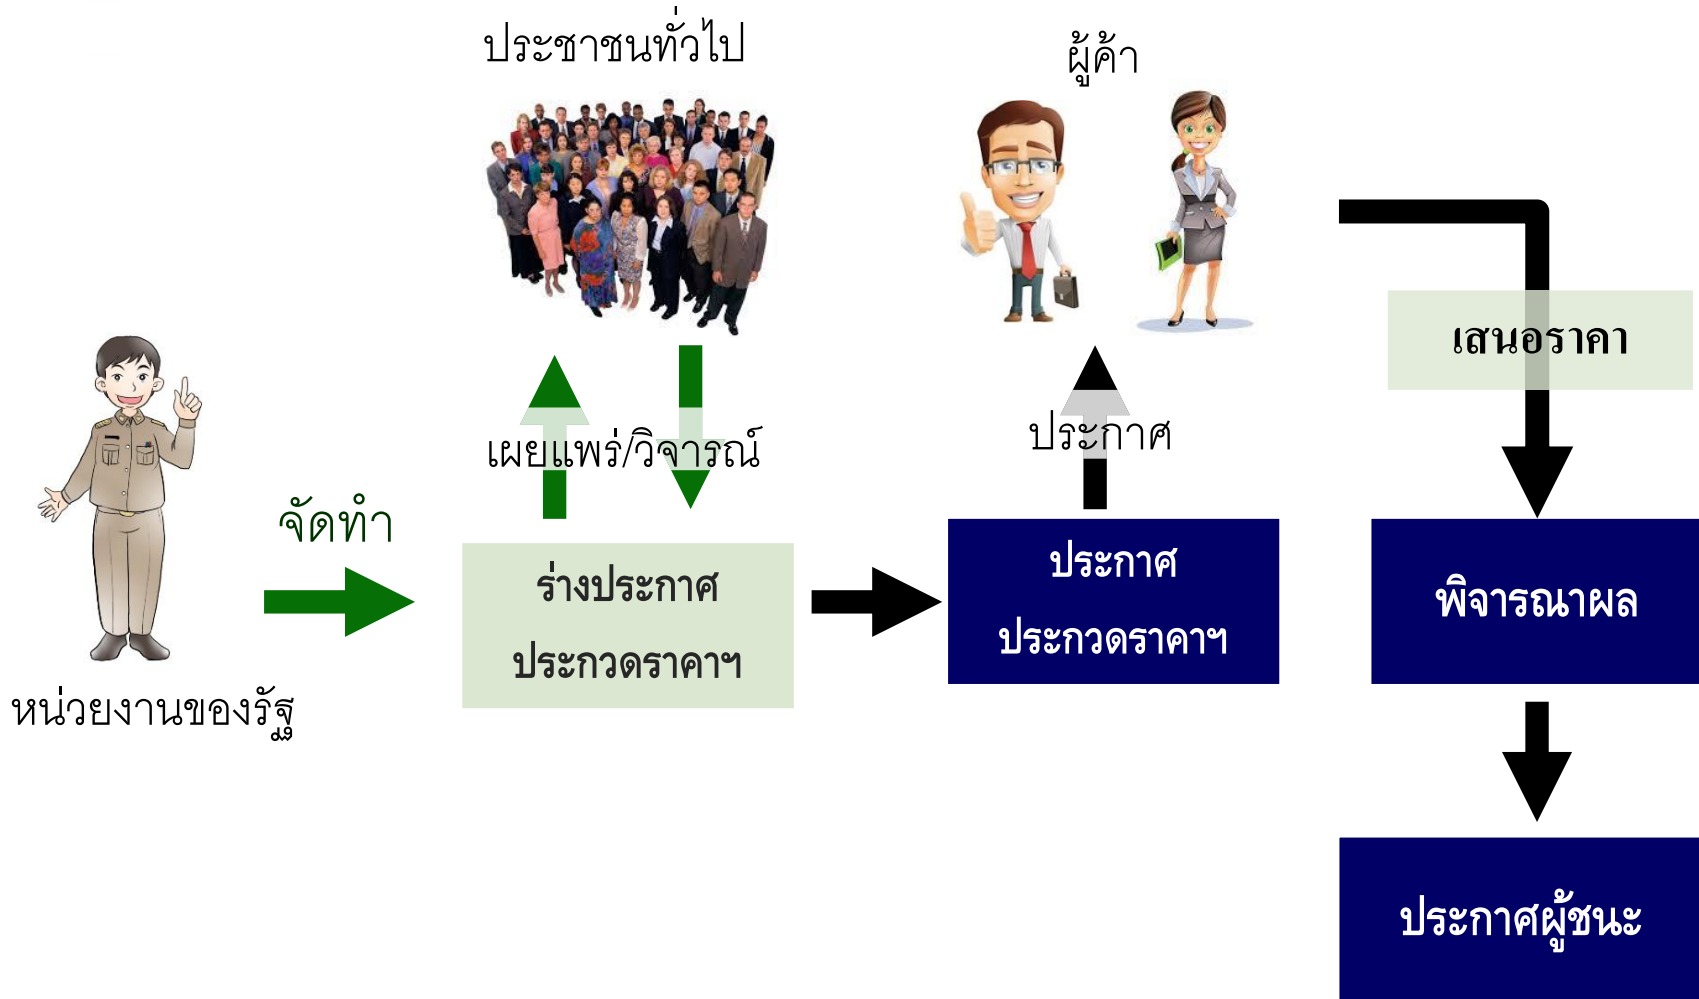 ประชาชนทั่วไป
ผู้ค้า
เสนอราคา
เผยแพร่/วิจารณ์
ประกาศ
จัดทำ
ร่างประกาศ
ประกวดราคาฯ
ประกาศ
ประกวดราคาฯ
พิจารณาผล
หน่วยงานของรัฐ
ประกาศผู้ชนะ